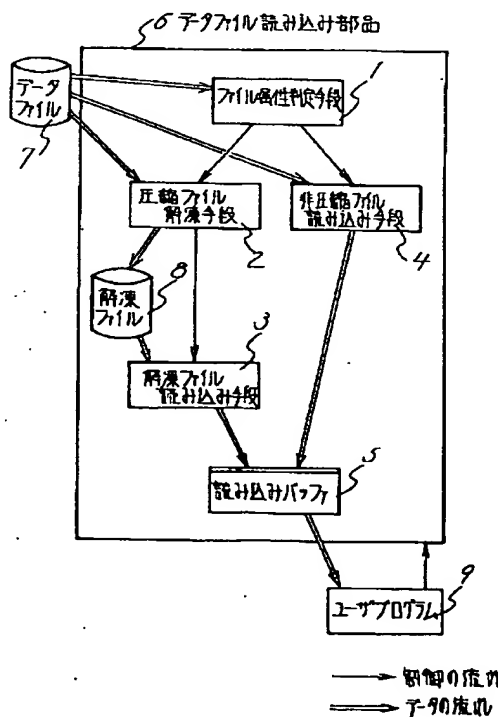 6 データファイル読み込み部品
データ
ファイル
7
ファイル属性判定手段
1
圧縮ファイル
解凍手段
2
非圧縮ファイル
読み込み手段
4
解凍
ファイル
8
解凍ファイル
読み込み手段
3
読み込みバッファ
5
ユーザプログラム
9
制御の流れ
データの流れ